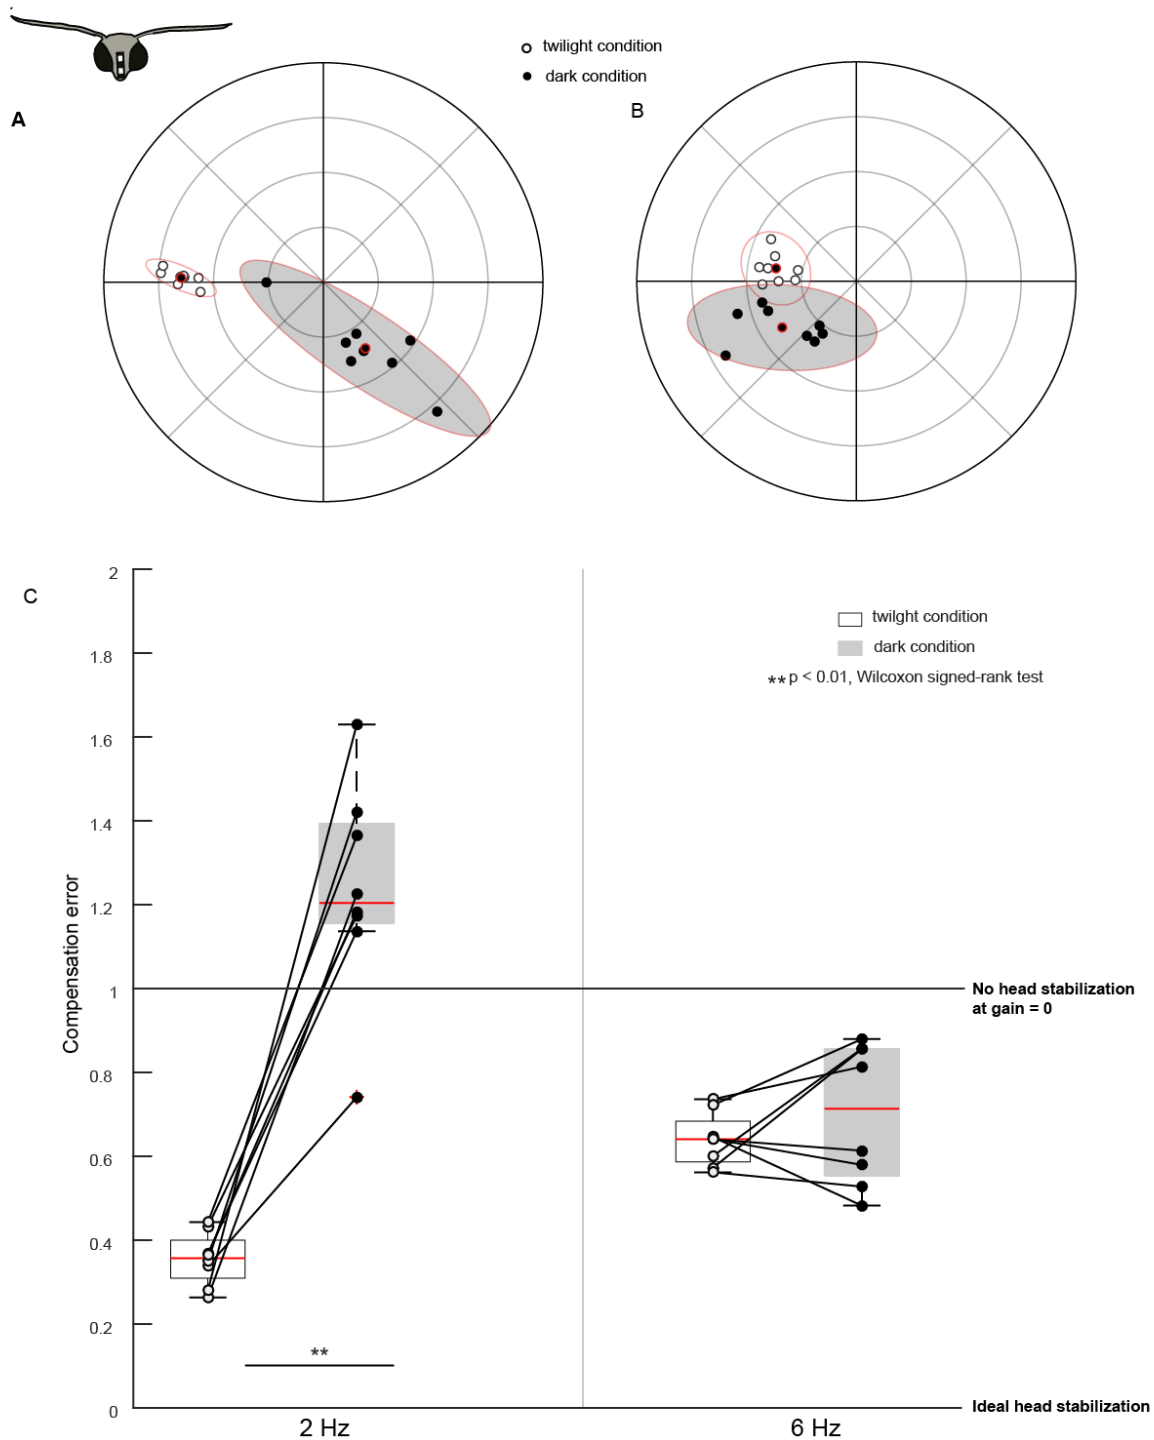 twilight condition
dark condition
A
B
C
2
1.8
1.6
1.4
1.2
1
0.8
0.6
0.4
0.2
0
Compensation error
twilght condition
dark condition
**p < 0.01, Wilcoxon signed-rank test
No head stabilization
at gain = 0
**
Ideal head stabilization
2 Hz
6 Hz